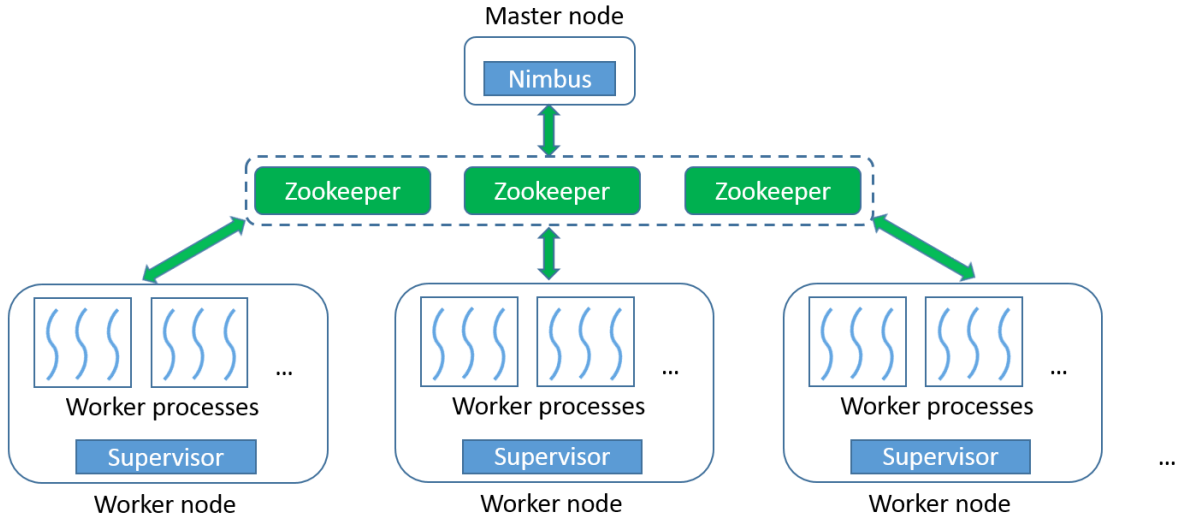 Master node
Nimbus
Zookeeper Zookeeper Zookeeper
... ... ...
Worker processes Worker processes Worker processes
Supervisor Supervisor Supervisor ...
Worker node Worker node Worker node